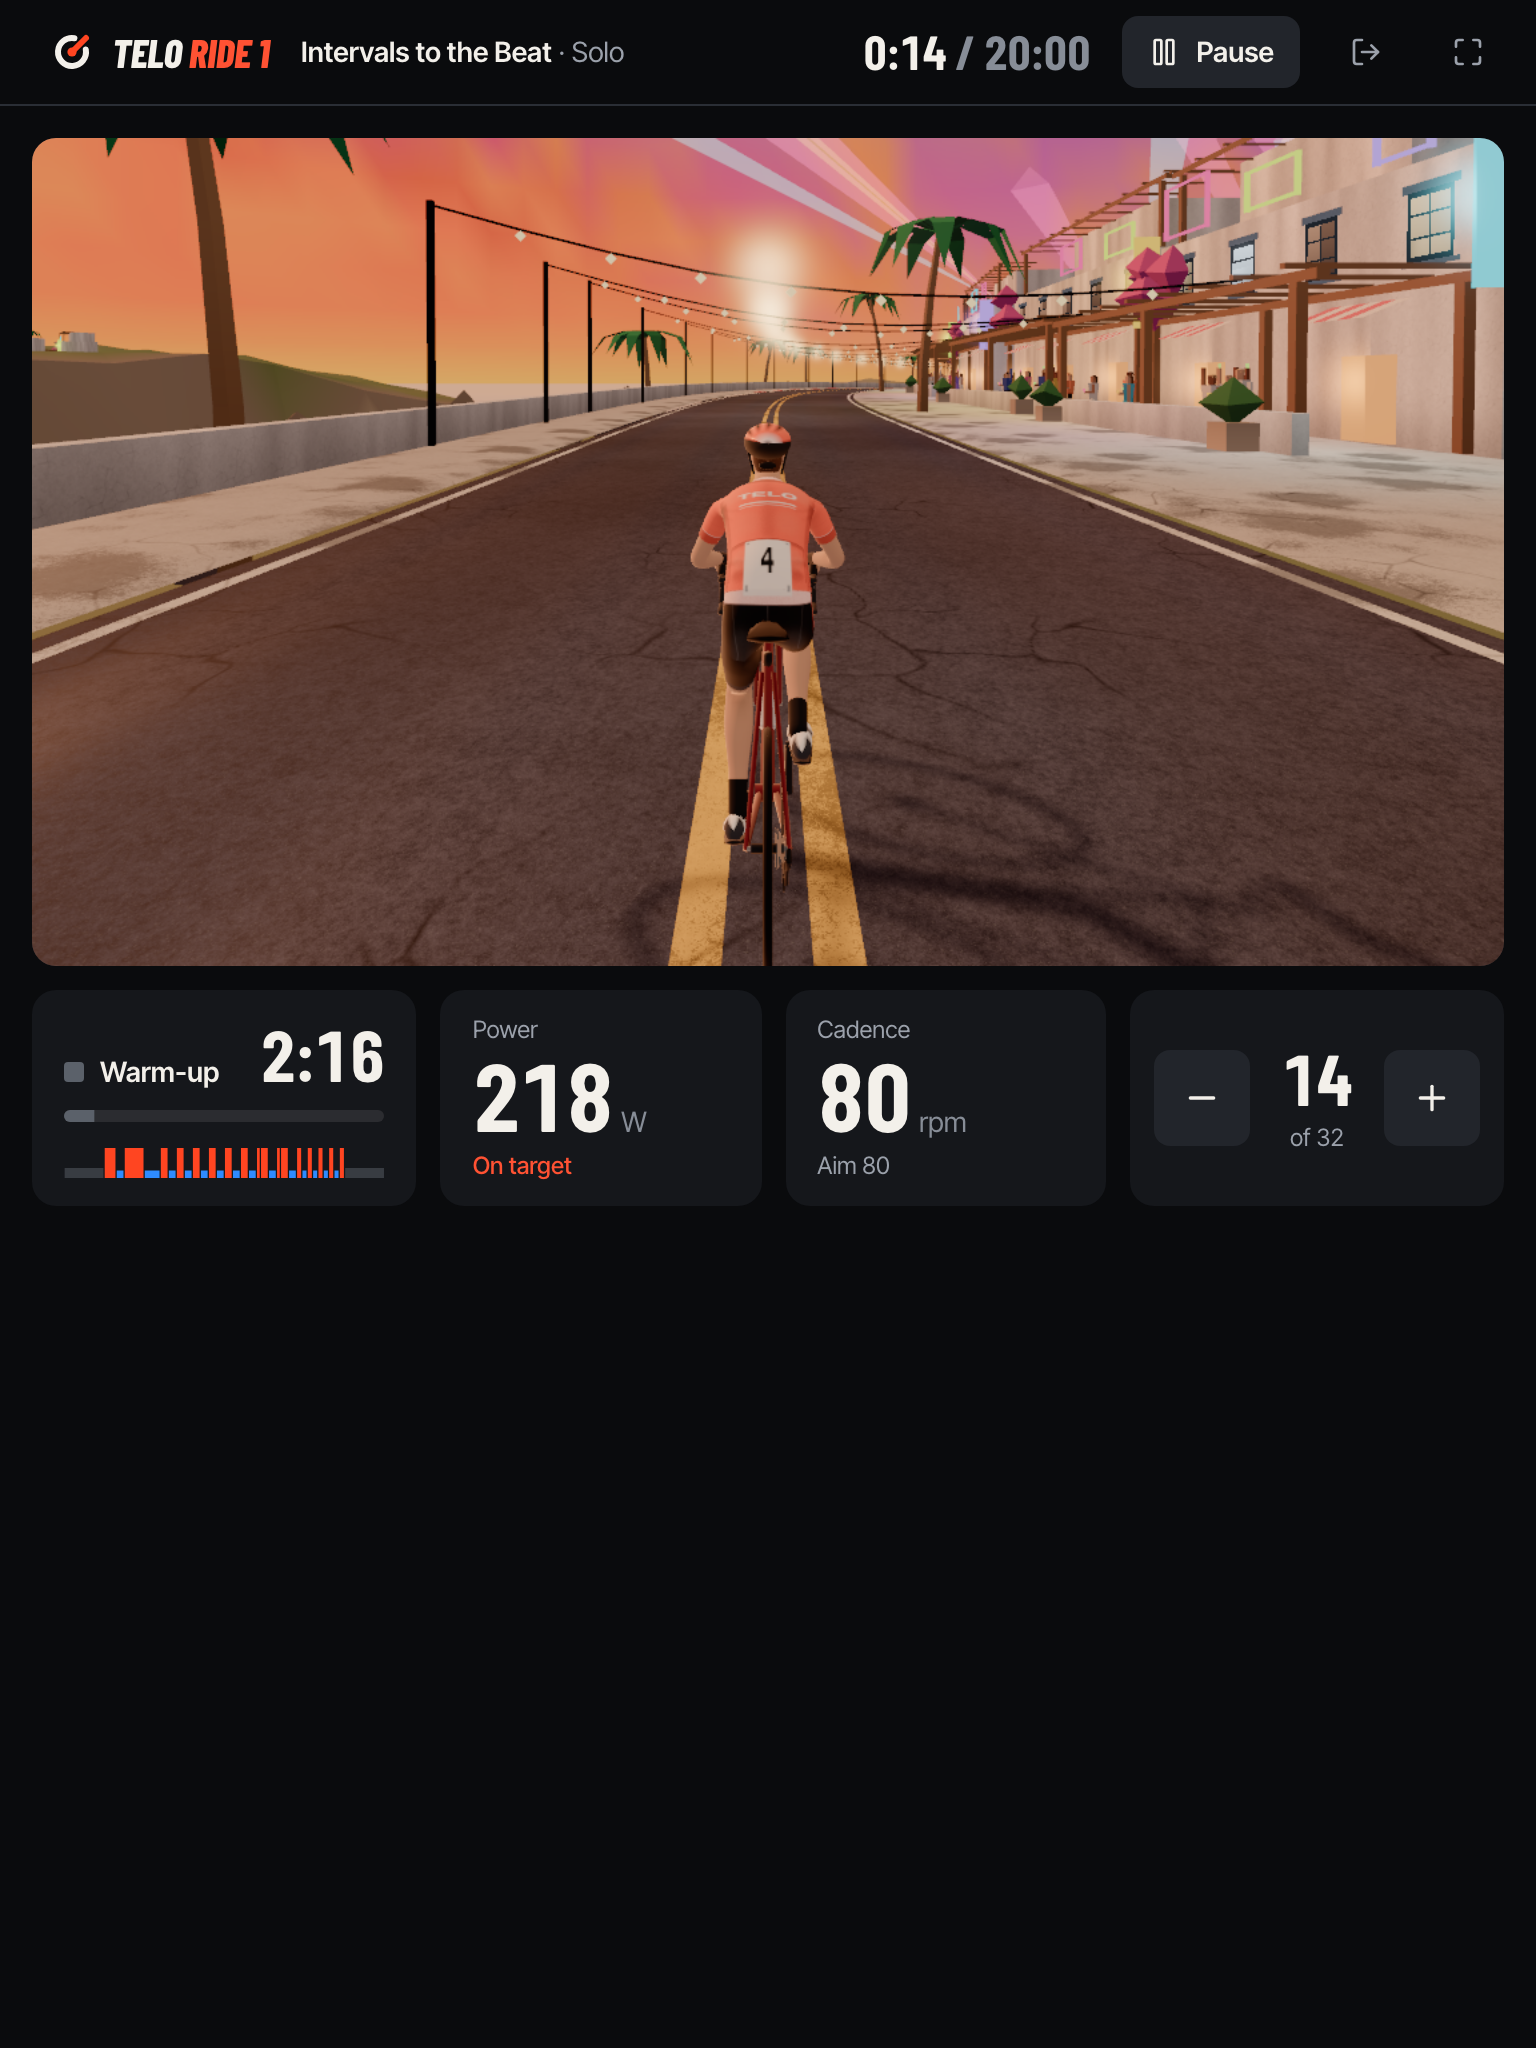 TELO RIDE 1 Intervals to the Beat · Solo 0:14 / 20:00 Pause
TELO
4
Warm-up 2:16
Power
218 W
On target
Cadence
80 rpm
Aim 80
14
of 32